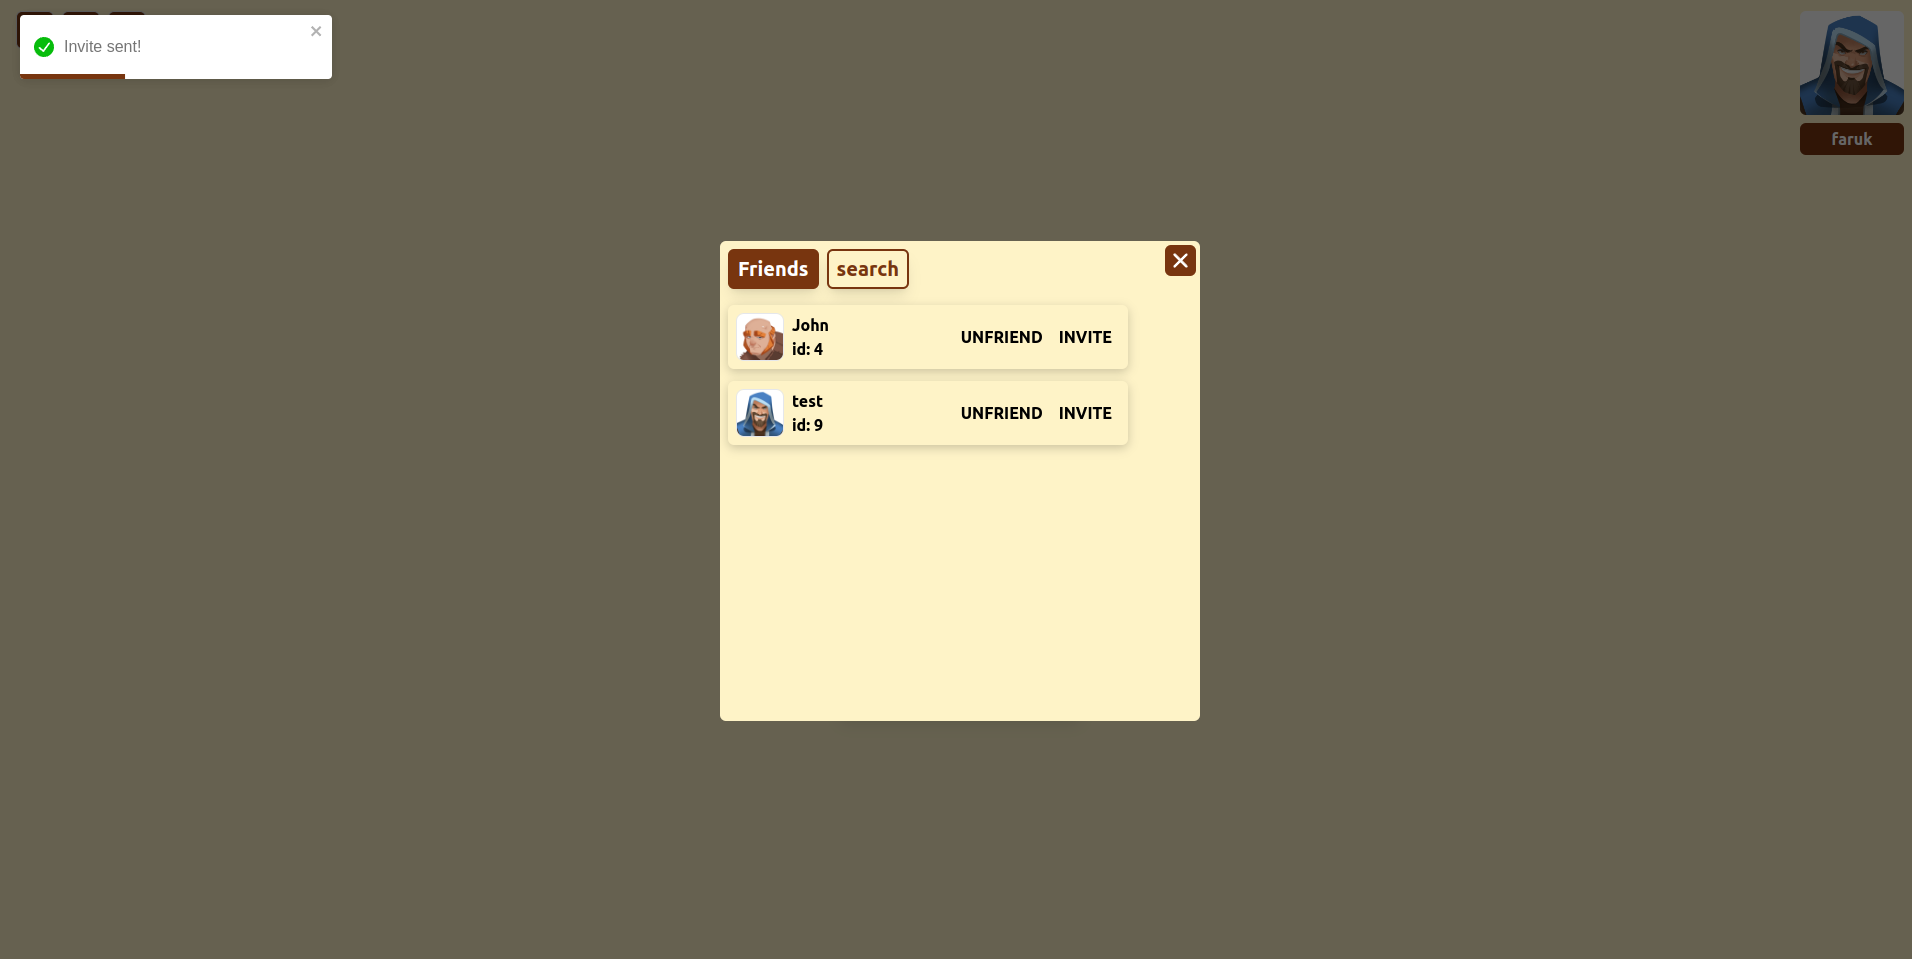 Invite sent!
faruk
Friends search
John
id: 4
UNFRIEND INVITE
test
id: 9
UNFRIEND INVITE